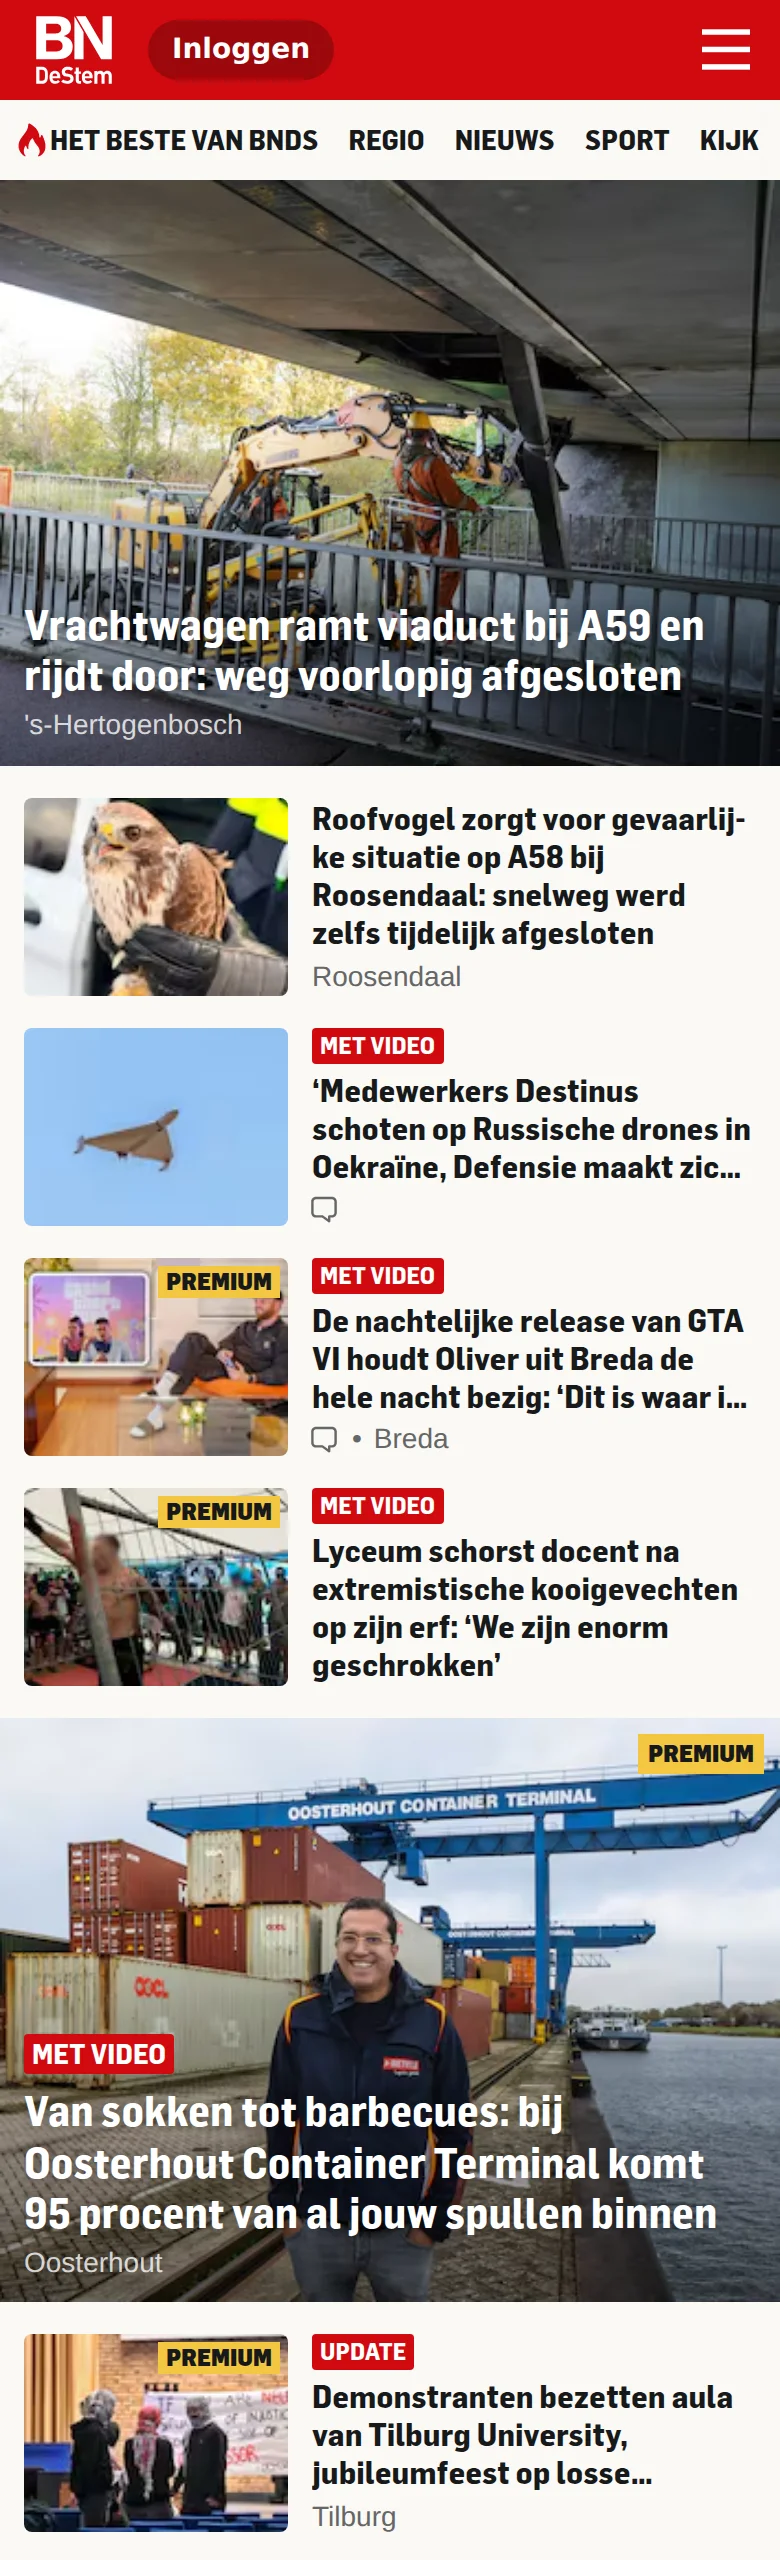 BN
DeStem
Inloggen
HET BESTE VAN BNDS REGIO NIEUWS SPORT KIJK
Vrachtwagen ramt viaduct bij A59 en
rijdt door: weg voorlopig afgesloten
's-Hertogenbosch
Roofvogel zorgt voor gevaarlij-
ke situatie op A58 bij
Roosendaal: snelweg werd
zelfs tijdelijk afgesloten
Roosendaal
MET VIDEO
‘Medewerkers Destinus
schoten op Russische drones in
Oekraïne, Defensie maakt zic...
PREMIUM
MET VIDEO
De nachtelijke release van GTA
VI houdt Oliver uit Breda de
hele nacht bezig: ‘Dit is waar i...
• Breda
PREMIUM
MET VIDEO
Lyceum schorst docent na
extremistische kooigevechten
op zijn erf: ‘We zijn enorm
geschrokken’
PREMIUM
OOSTERHOUT CONTAINER TERMINAL
OOSTERHOUT CONTAINER TERMINAL
OOCL
OOCL
MET VIDEO
Van sokken tot barbecues: bij
Oosterhout Container Terminal komt
95 procent van al jouw spullen binnen
Oosterhout
PREMIUM
UPDATE
Demonstranten bezetten aula
van Tilburg University,
jubileumfeest op losse...
Tilburg